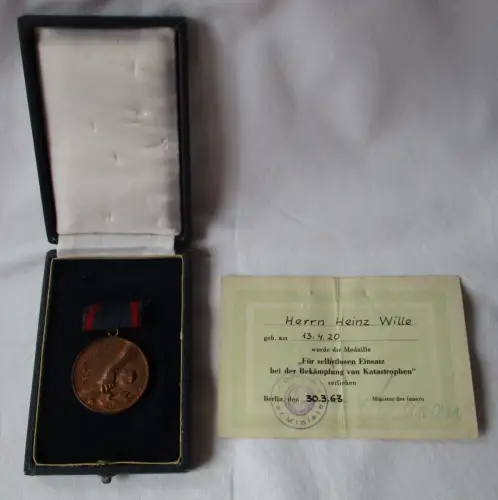 Herrn Heinz Wille
geb. am 13.4.20
wurde die Medaille
"Für selbstlosen Einsatz
bei der Bekämpfung von Katastrophen"
verliehen
Berlin, den 30.3.63 Minister des Innern